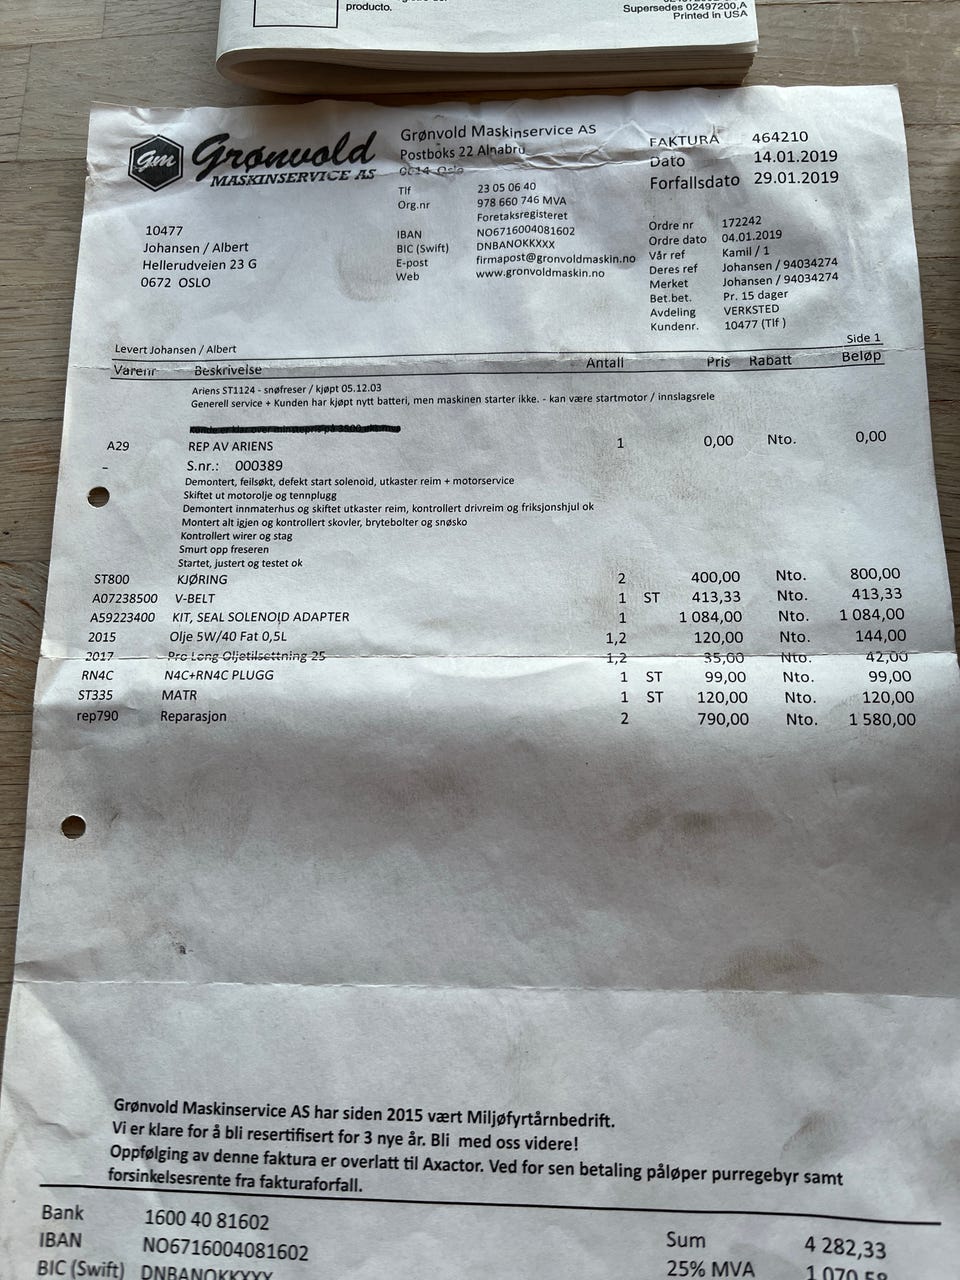 producto.
Supersedes 02497200,A
Printed in USA
Gm Grønvold
MASKINSERVICE AS
Grønvold Maskinservice AS
Postboks 22 Alnabru
0614 Oslo
Tlf 23 05 06 40
Org.nr 978 660 746 MVA
Foretaksregisteret
IBAN NO6716004081602
BIC (Swift) DNBANOKKXXX
E-post firmapost@gronvoldmaskin.no
Web www.gronvoldmaskin.no
FAKTURA 464210
Dato 14.01.2019
Forfallsdato 29.01.2019
10477
Johansen / Albert
Hellerudveien 23 G
0672 OSLO
Ordre nr 172242
Ordre dato 04.01.2019
Vår ref Kamil / 1
Deres ref Johansen / 94034274
Merket Johansen / 94034274
Bet.bet. Pr. 15 dager
Avdeling VERKSTED
Kundenr. 10477 (Tlf )
Side 1
Levert Johansen / Albert
Varenr Beskrivelse Antall Pris Rabatt Beløp
Ariens ST1124 - snøfreser / kjøpt 05.12.03
Generell service + Kunden har kjøpt nytt batteri, men maskinen starter ikke. - kan være startmotor / innslagsrele
A29 REP AV ARIENS 1 0,00 Nto. 0,00
- S.nr.: 000389
Demontert, feilsøkt, defekt start solenoid, utkaster reim + motorservice
Skiftet ut motorolje og tennplugg
Demontert innmaterhus og skiftet utkaster reim, kontrollert drivreim og friksjonshjul ok
Montert alt igjen og kontrollert skovler, brytebolter og snøsko
Kontrollert wirer og stag
Smurt opp freseren
Startet, justert og testet ok
ST800 KJØRING 2 400,00 Nto. 800,00
A07238500 V-BELT 1 ST 413,33 Nto. 413,33
A59223400 KIT, SEAL SOLENOID ADAPTER 1 1 084,00 Nto. 1 084,00
2015 Olje 5W/40 Fat 0,5L 1,2 120,00 Nto. 144,00
2017 Pro Long Oljetilsettning 25 1,2 35,00 Nto. 42,00
RN4C N4C+RN4C PLUGG 1 ST 99,00 Nto. 99,00
ST335 MATR 1 ST 120,00 Nto. 120,00
rep790 Reparasjon 2 790,00 Nto. 1 580,00
Grønvold Maskinservice AS har siden 2015 vært Miljøfyrtårnbedrift.
Vi er klare for å bli resertifisert for 3 nye år. Bli med oss videre!
Oppfølging av denne faktura er overlatt til Axactor. Ved for sen betaling påløper purregebyr samt
forsinkelsesrente fra fakturaforfall.
Bank 1600 40 81602
IBAN NO6716004081602
BIC (Swift) DNBANOKKXXX
Sum 4 282,33
25% MVA 1 070,58